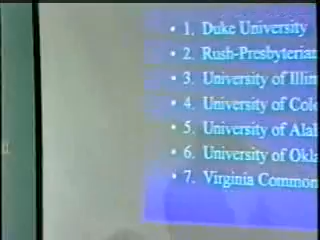 • 1. Duke University
• 2. Rush-Presbyterian
• 3. University of Illin
• 4. University of Colo
• 5. University of Alal
• 6. University of Okla
• 7. Virginia Common